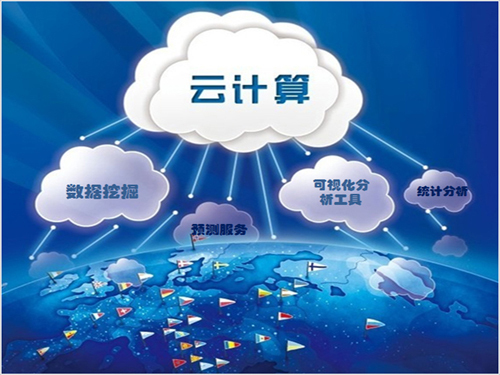 云计算
数据挖掘
可视化分
析工具
统计分析
预测服务